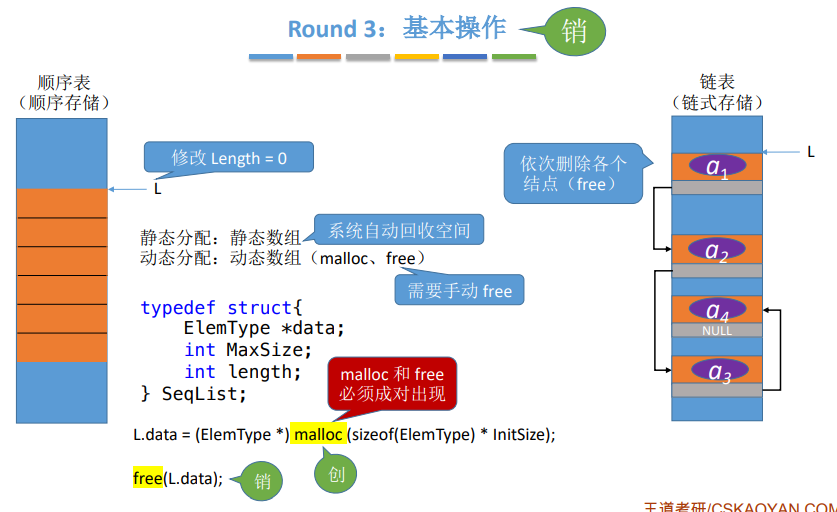 Round 3：基本操作
销
顺序表
（顺序存储）
修改 Length = 0
L
静态分配：静态数组
系统自动回收空间
动态分配：动态数组（malloc、free）
需要手动 free
typedef struct{
ElemType *data;
int MaxSize;
int length;
} SeqList;
malloc 和 free
必须成对出现
L.data = (ElemType *) malloc (sizeof(ElemType) * InitSize);
创
free(L.data);
销
链表
（链式存储）
L
依次删除各个
结点（free）
a1
a2
a4
NULL
a3
王道考研/CSKAOYAN.COM